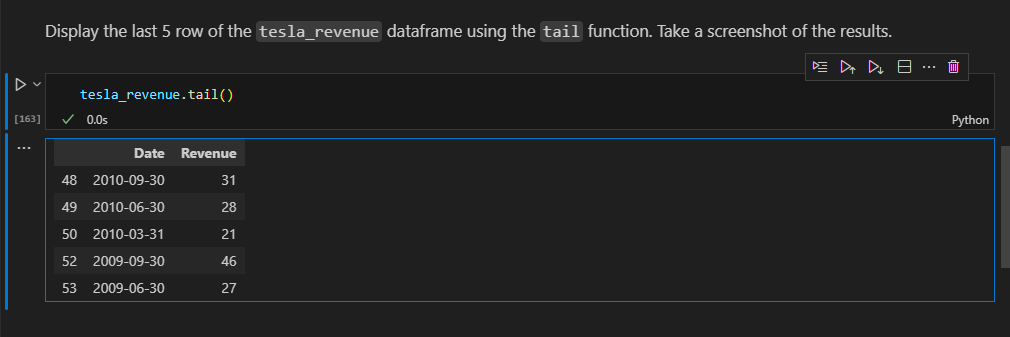 Display the last 5 row of the tesla_revenue dataframe using the tail function. Take a screenshot of the results.
tesla_revenue.tail()
[163] 0.0s Python
... Date Revenue
48 2010-09-30 31
49 2010-06-30 28
50 2010-03-31 21
52 2009-09-30 46
53 2009-06-30 27